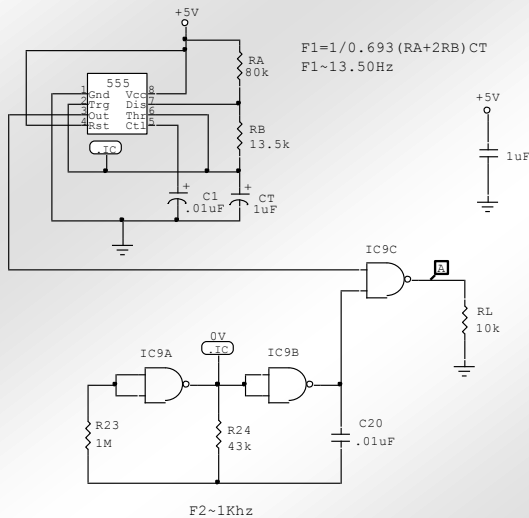 +5V
F1=1/0.693(RA+2RB)CT
F1~13.50Hz
RA
80k
555
1 Gnd Vcc 8
2 Trg Dis 7
3 Out Thr 6
4 Rst Ctl 5
RB
13.5k
.IC
+5V
1uF
+ +
C1
.01uF
CT
1uF
IC9C
A
RL
10k
0V
.IC
IC9A
IC9B
R23
1M
R24
43k
C20
.01uF
F2~1Khz